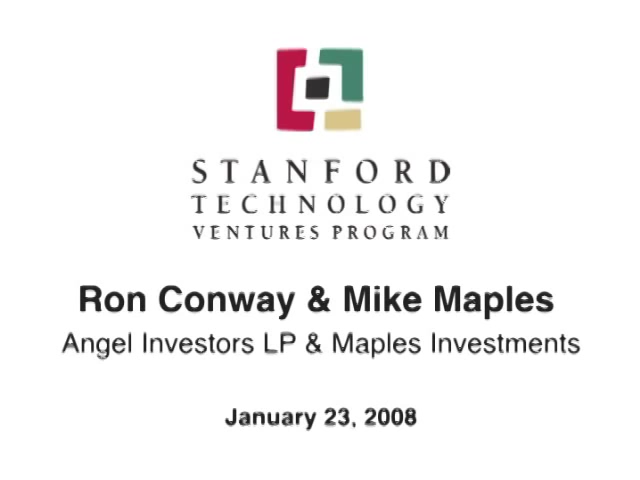 STANFORD
TECHNOLOGY
VENTURES PROGRAM
Ron Conway & Mike Maples
Angel Investors LP & Maples Investments
January 23, 2008